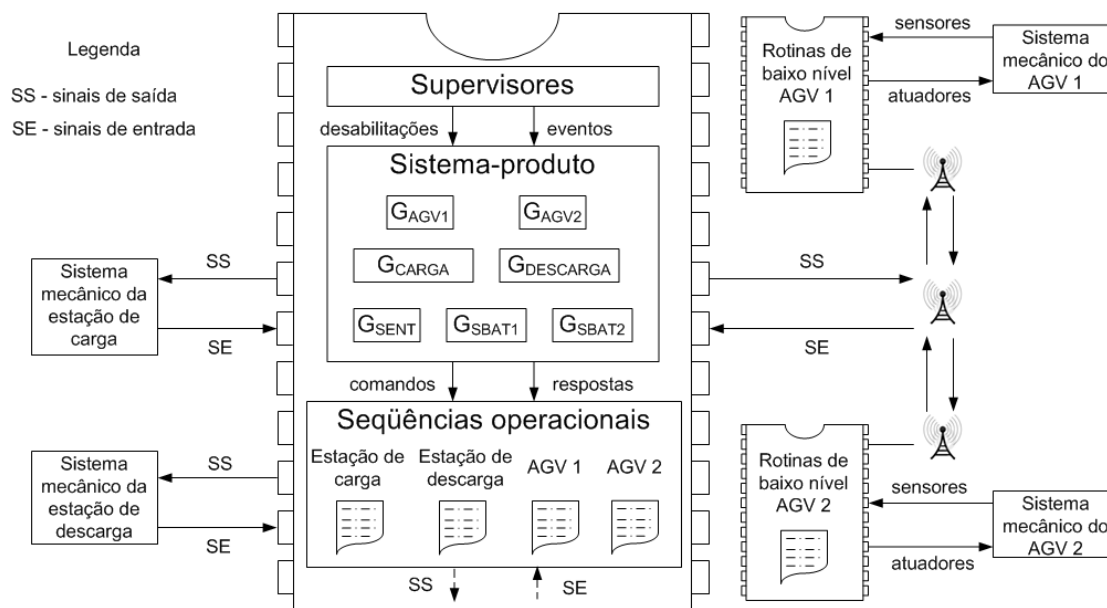 Legenda
SS - sinais de saída
SE - sinais de entrada
Supervisores
desabilitações
eventos
Sistema-produto
GAGV1
GAGV2
GCARGA
GDESCARGA
GSENT
GSBAT1
GSBAT2
comandos
respostas
Seqüências operacionais
Estação de
carga
Estação de
descarga
AGV 1
AGV 2
SS
SE
Sistema
mecânico da
estação de
carga
SS
SE
Sistema
mecânico da
estação de
descarga
SS
SE
Rotinas de
baixo nível
AGV 1
sensores
atuadores
Sistema
mecânico do
AGV 1
SS
SE
Rotinas de
baixo nível
AGV 2
sensores
atuadores
Sistema
mecânico do
AGV 2